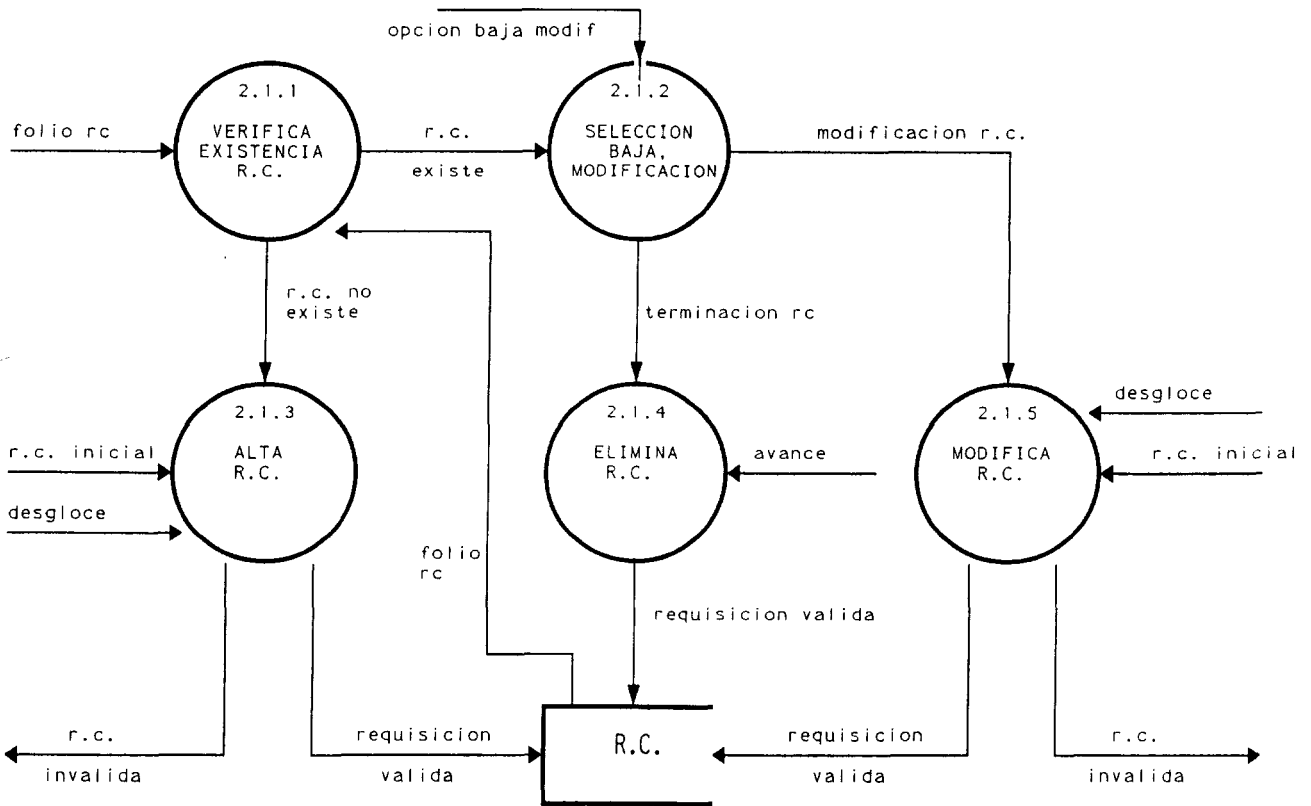 opcion baja modif
2.1.1
VERIFICA
EXISTENCIA
R.C.
2.1.2
SELECCION
BAJA,
MODIFICACION
folio rc
r.c.
existe
modificacion r.c.
r.c. no
existe
terminacion rc
2.1.3
ALTA
R.C.
2.1.4
ELIMINA
R.C.
2.1.5
MODIFICA
R.C.
desgloce
r.c. inicial
avance
r.c. inicial
desgloce
folio
rc
requisicion valida
r.c.
invalida
requisicion
valida
R.C.
requisicion
valida
r.c.
invalida